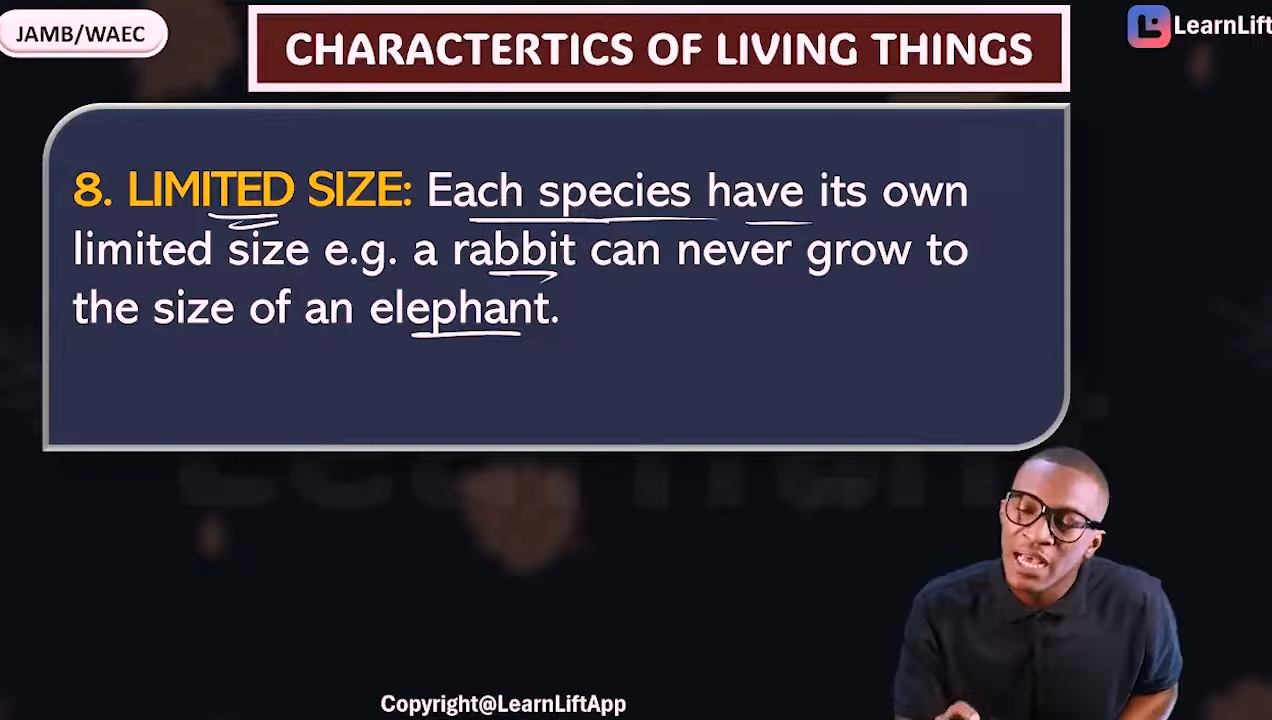 JAMB/WAEC
CHARACTERTICS OF LIVING THINGS
LearnLift
8. LIMITED SIZE: Each species have its own
limited size e.g. a rabbit can never grow to
the size of an elephant.
Copyright@LearnLiftApp